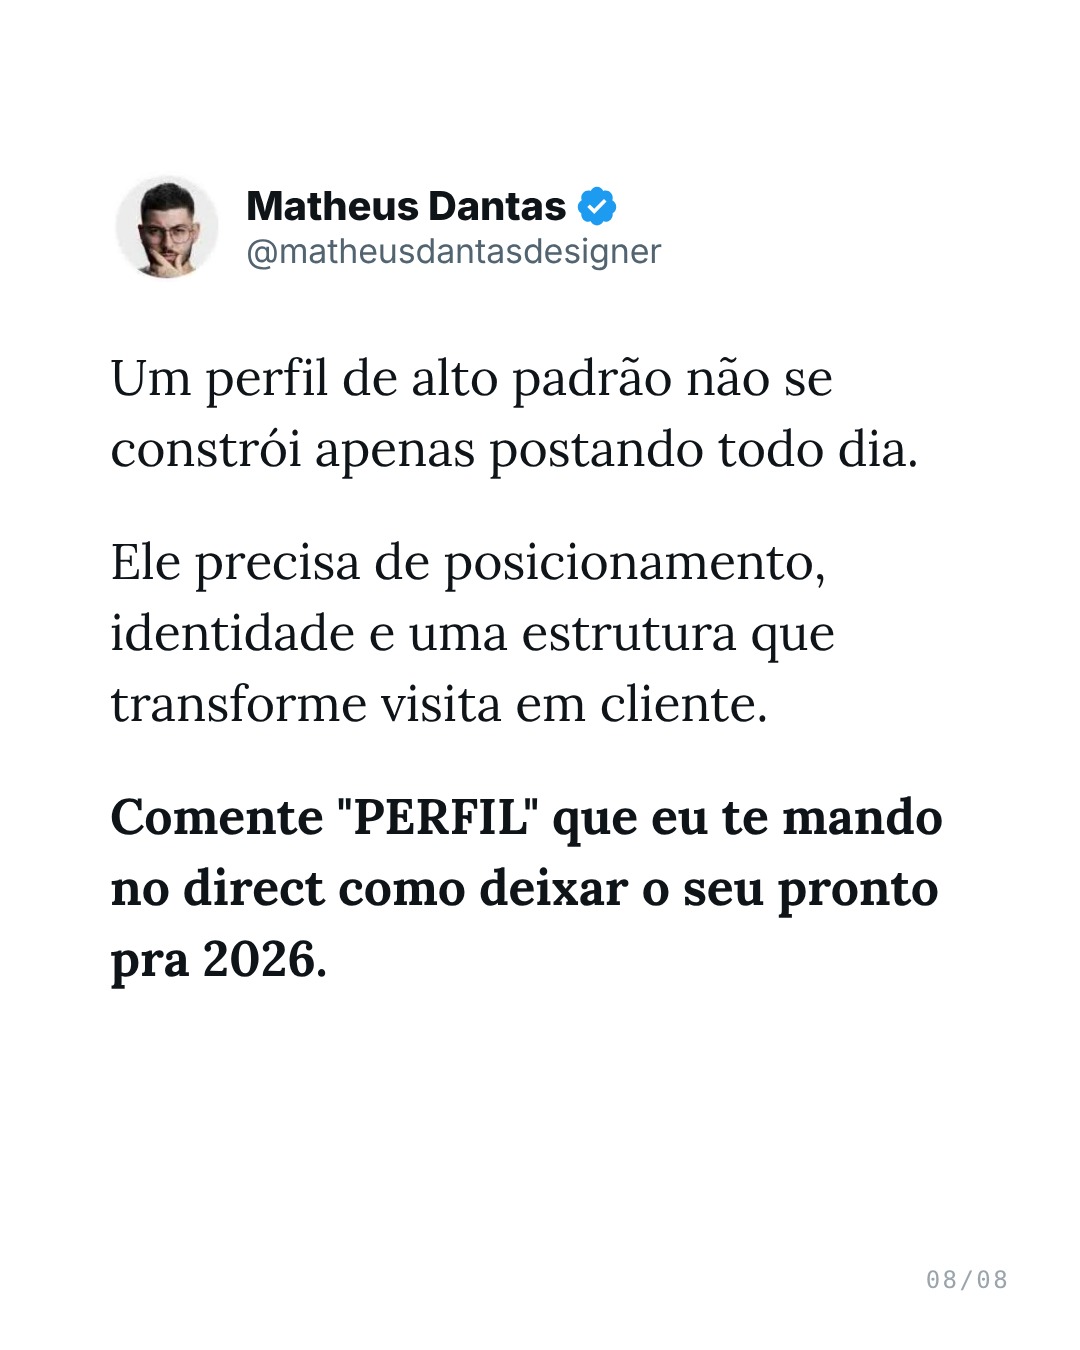 Matheus Dantas
@matheusdantasdesigner
Um perfil de alto padrão não se
constrói apenas postando todo dia.
Ele precisa de posicionamento,
identidade e uma estrutura que
transforme visita em cliente.
Comente "PERFIL" que eu te mando
no direct como deixar o seu pronto
pra 2026.
08/08